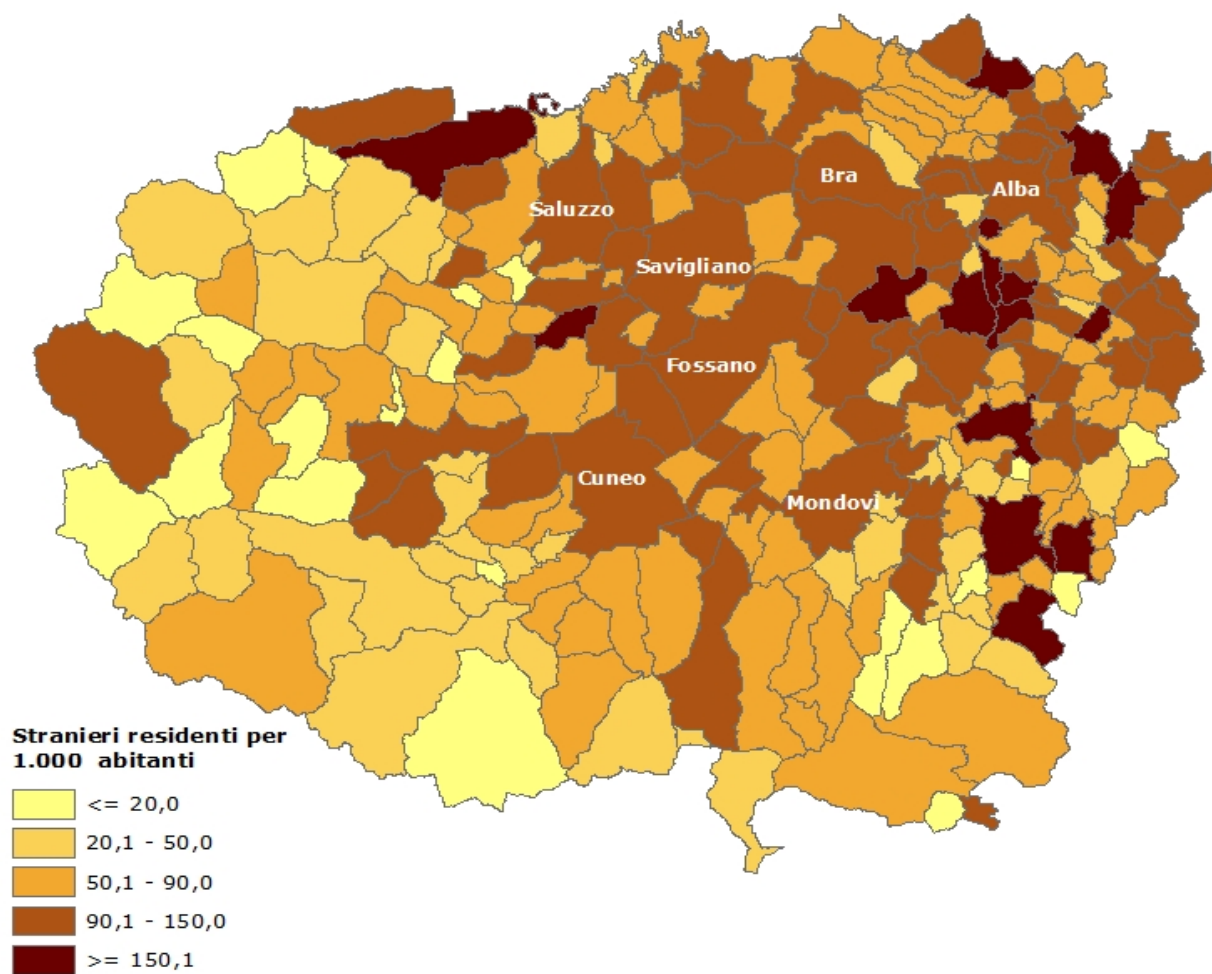 Bra
Alba
Saluzzo
Savigliano
Fossano
Cuneo
Mondovì
Stranieri residenti per
1.000 abitanti
<= 20,0
20,1 - 50,0
50,1 - 90,0
90,1 - 150,0
>= 150,1